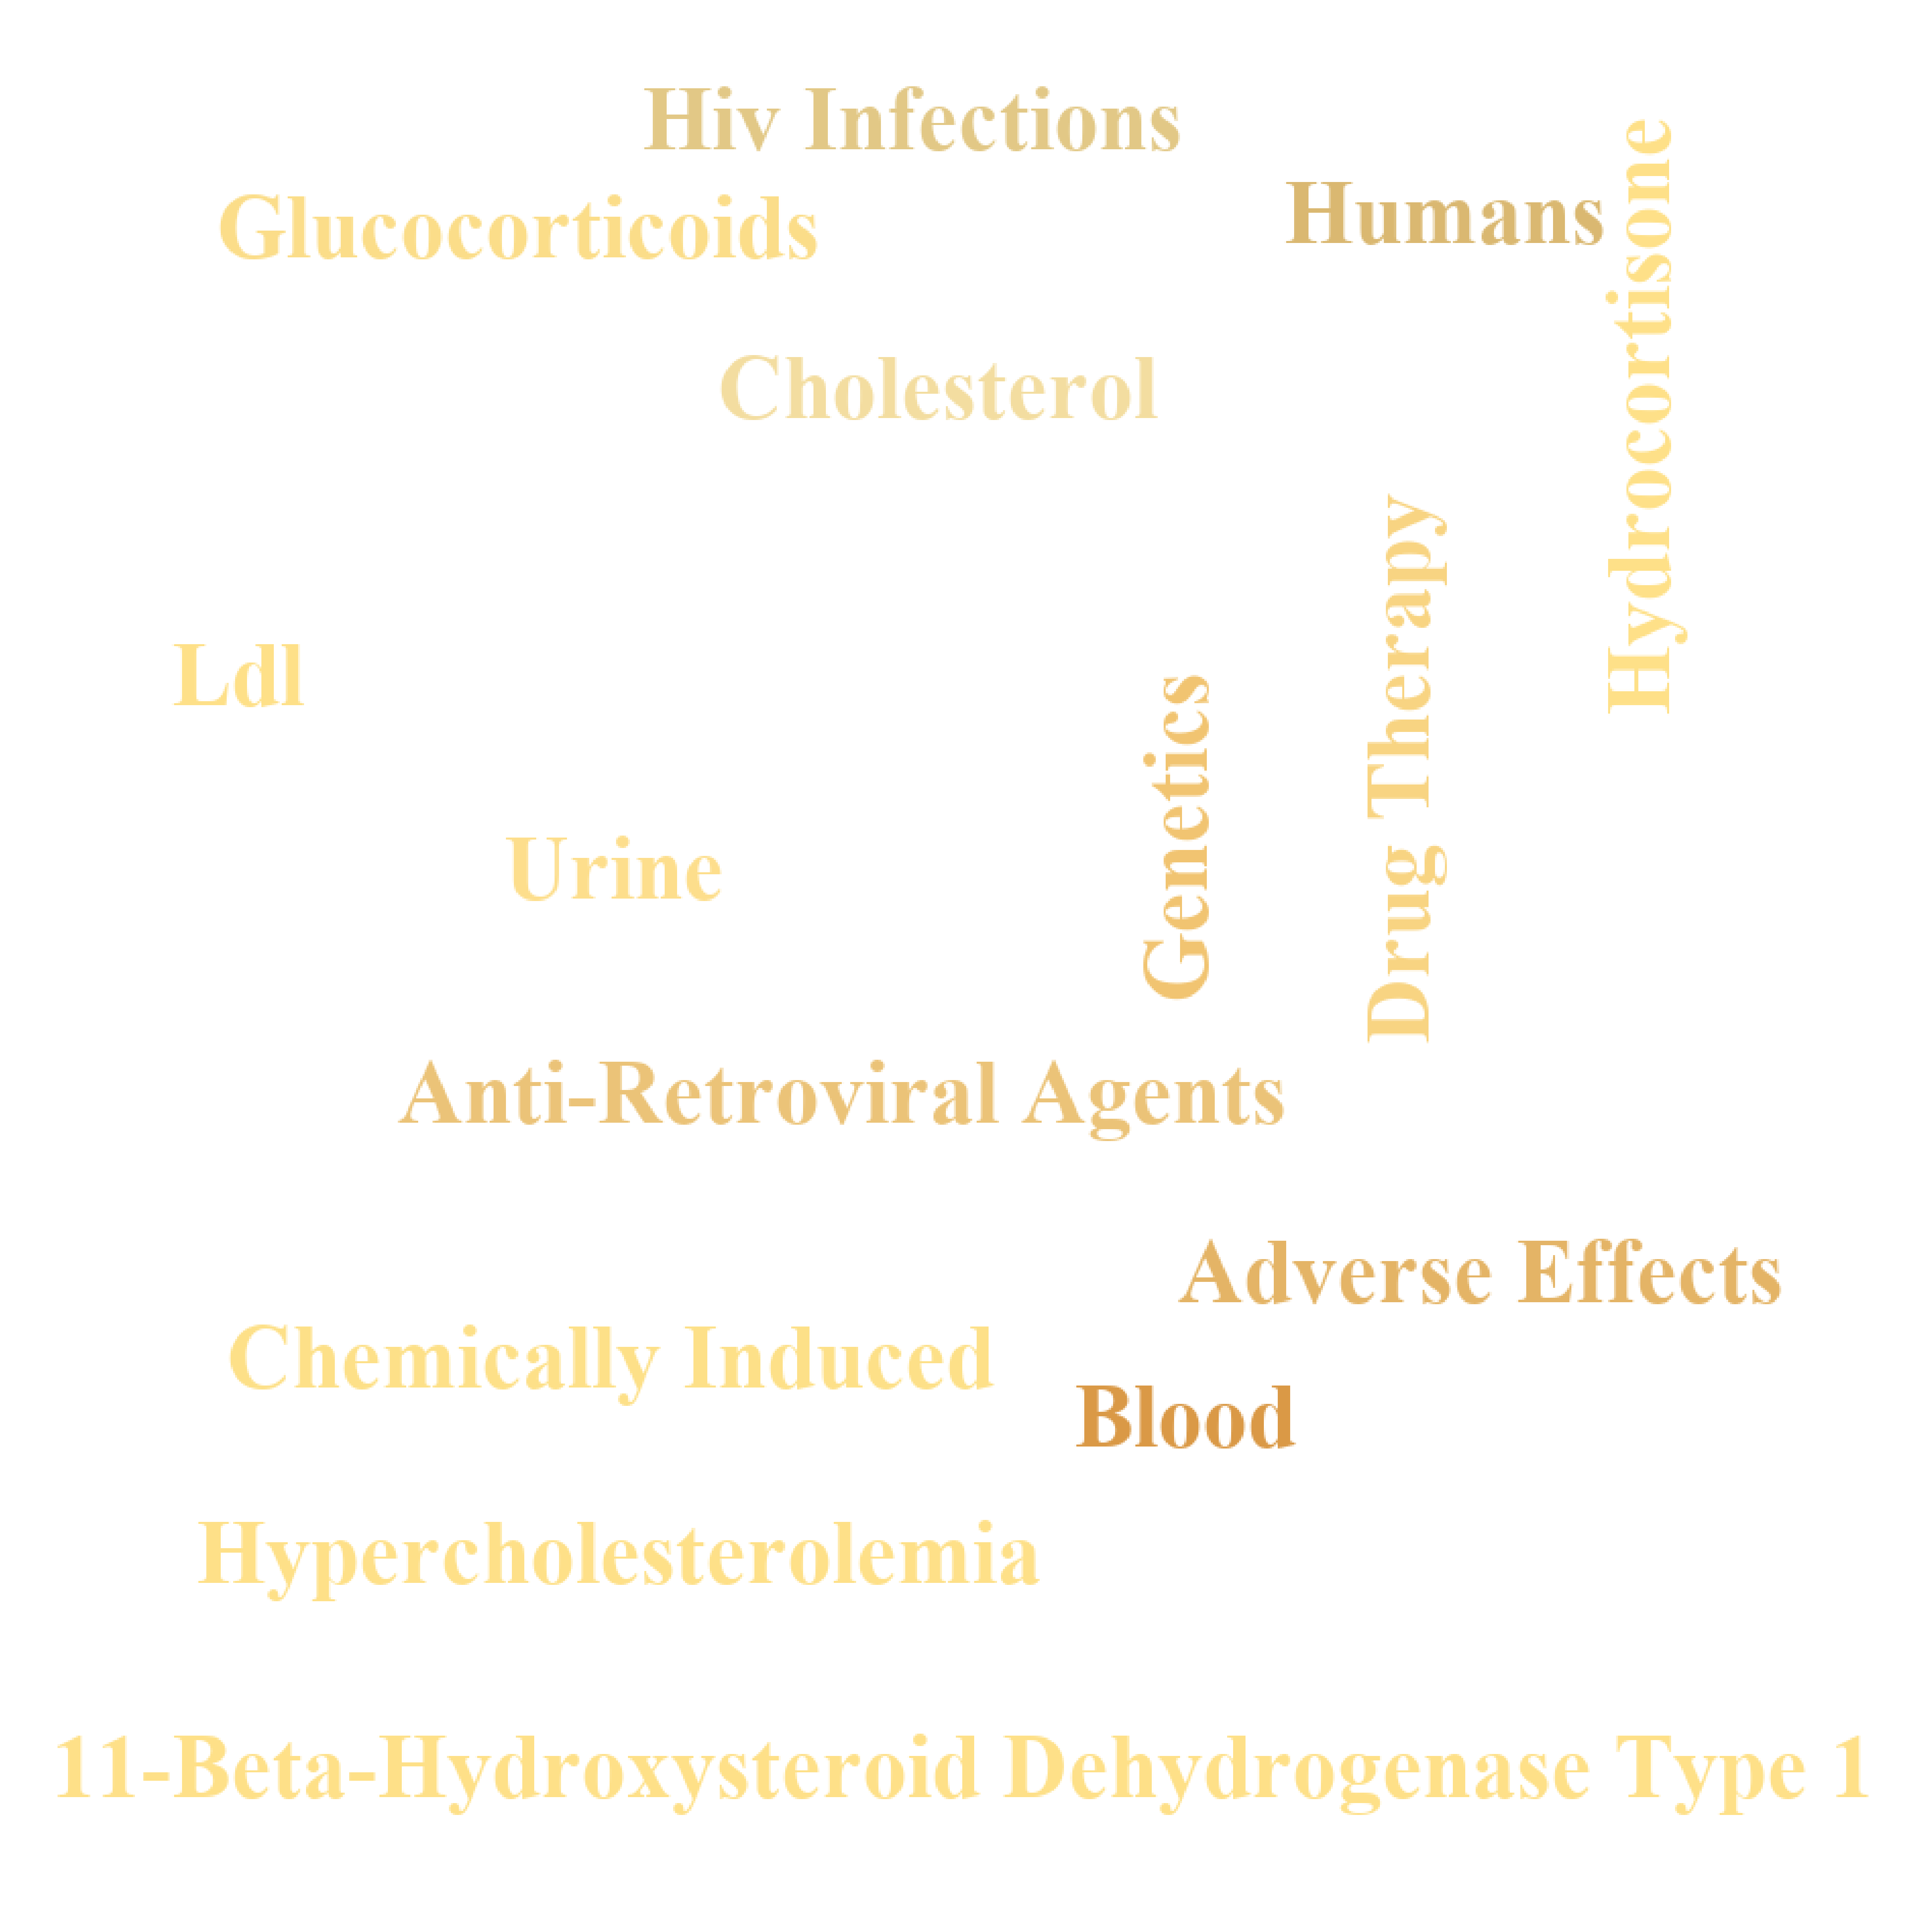 Hiv Infections
Humans
Hydrocortisone
Glucocorticoids
Cholesterol
Drug Therapy
Ldl
Genetics
Urine
Anti-Retroviral Agents
Adverse Effects
Chemically Induced
Blood
Hypercholesterolemia
11-Beta-Hydroxysteroid Dehydrogenase Type 1